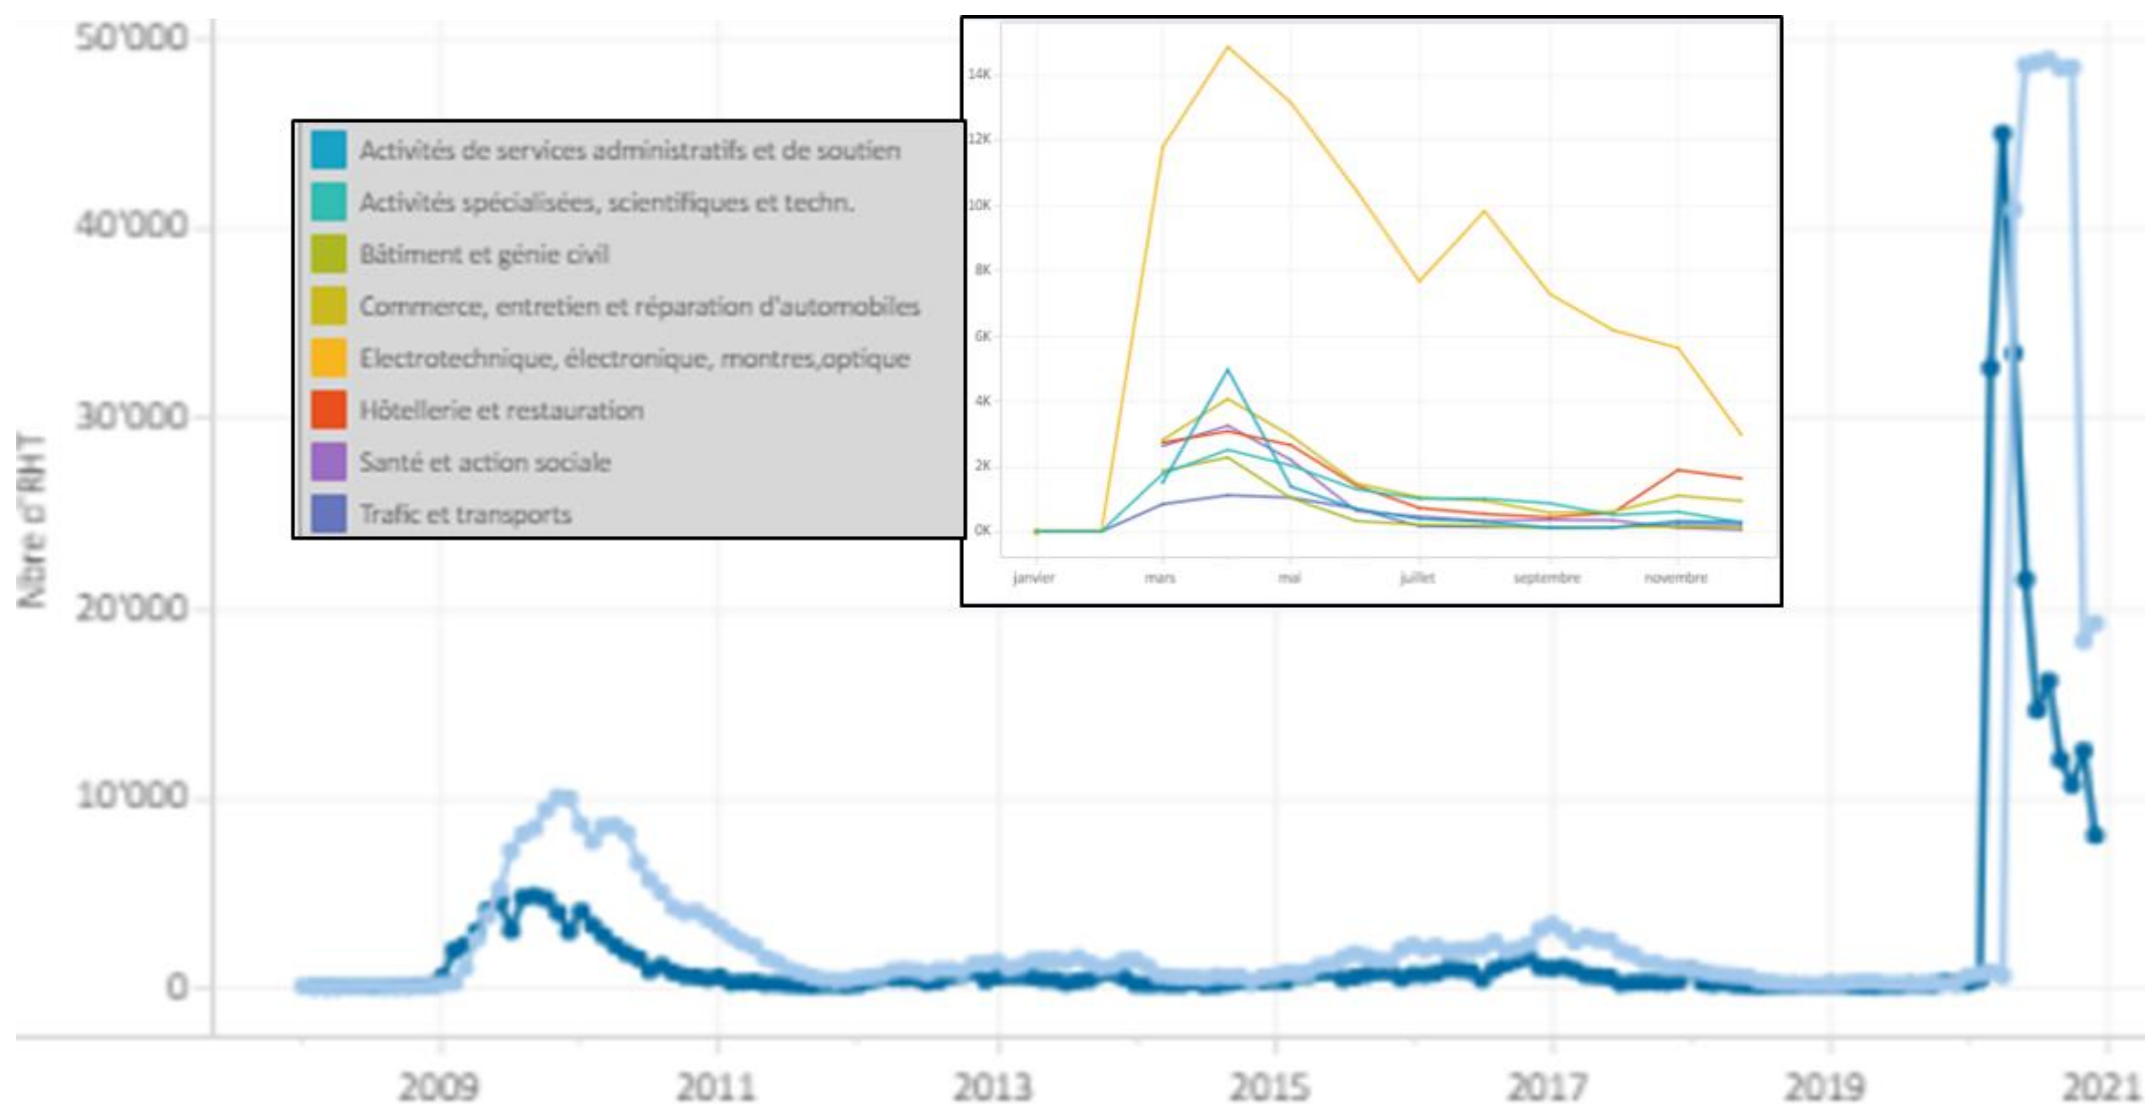 Nbre d'RHT
50'000
40'000
30'000
20'000
10'000
0
2009
2011
2013
2015
2017
2019
2021
Activités de services administratifs et de soutien
Activités spécialisées, scientifiques et techn.
Bâtiment et génie civil
Commerce, entretien et réparation d'automobiles
Electrotechnique, électronique, montres,optique
Hôtellerie et restauration
Santé et action sociale
Trafic et transports
14K
12K
10K
8K
6K
4K
2K
0K
janvier
mars
mai
juillet
septembre
novembre